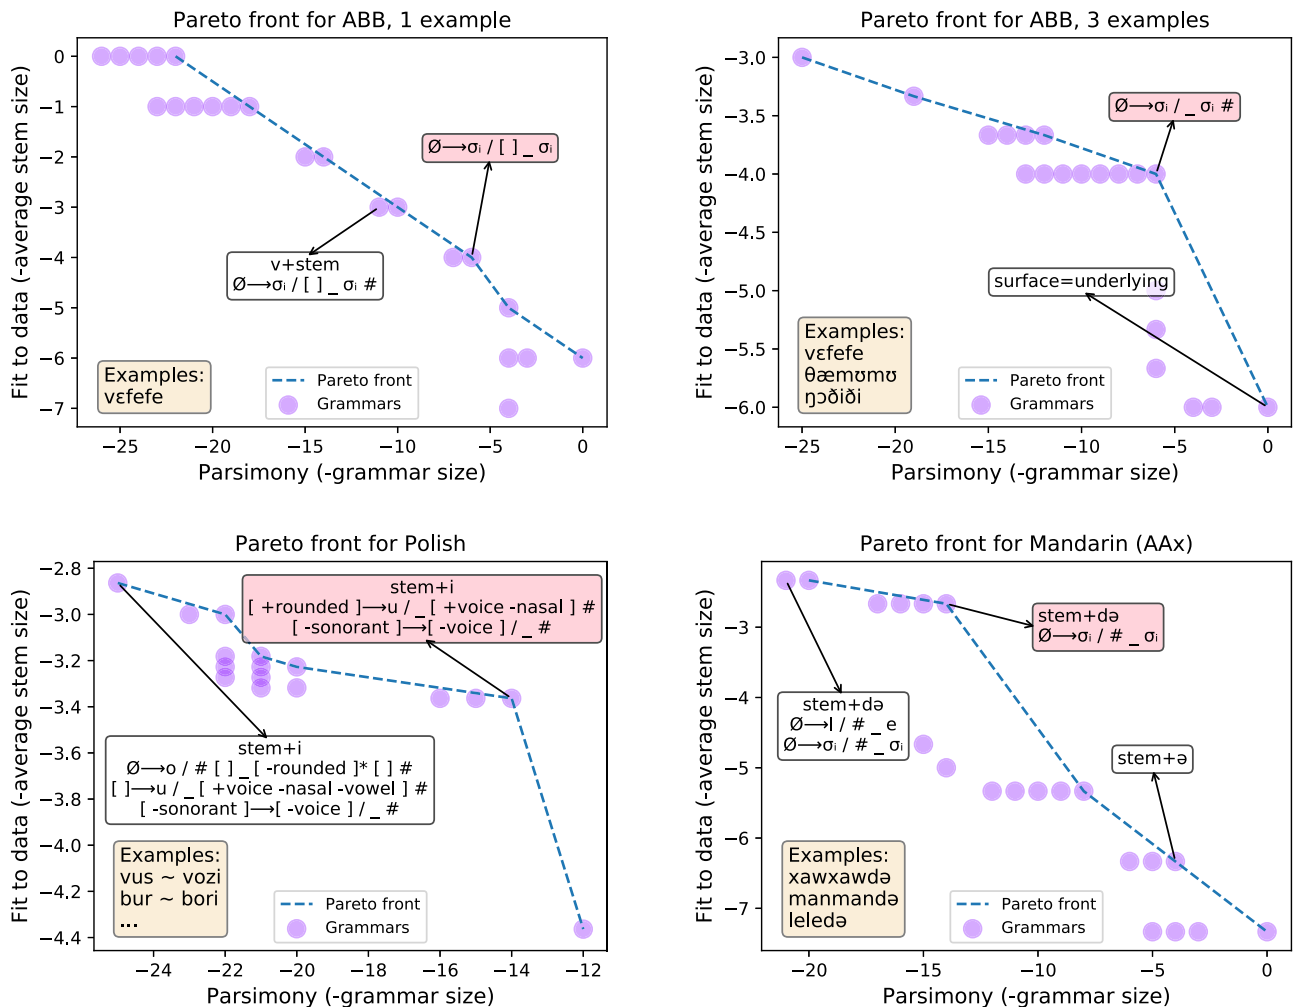 Pareto front for ABB, 1 example
Fit to data (-average stem size)
0
−1
−2
−3
−4
−5
−6
−7
Ø⟶σᵢ / [ ] _ σᵢ
v+stem
Ø⟶σᵢ / [ ] _ σᵢ #
Examples:
vɛfefe
Pareto front
Grammars
−25
−20
−15
−10
−5
0
Parsimony (-grammar size)
Pareto front for ABB, 3 examples
Fit to data (-average stem size)
−3.0
−3.5
−4.0
−4.5
−5.0
−5.5
−6.0
Ø⟶σᵢ / _ σᵢ #
surface=underlying
Examples:
vɛfefe
θæmʊmʊ
ŋɔðiði
Pareto front
Grammars
−25
−20
−15
−10
−5
0
Parsimony (-grammar size)
Pareto front for Polish
Fit to data (-average stem size)
−2.8
−3.0
−3.2
−3.4
−3.6
−3.8
−4.0
−4.2
−4.4
stem+i
[ +rounded ]⟶u / _ [ +voice -nasal ] #
[ -sonorant ]⟶[ -voice ] / _ #
stem+i
Ø⟶o / # [ ] _ [ -rounded ]* [ ] #
[ ]⟶u / _ [ +voice -nasal -vowel ] #
[ -sonorant ]⟶[ -voice ] / _ #
Examples:
vus ~ vozi
bur ~ bori
...
Pareto front
Grammars
−24
−22
−20
−18
−16
−14
−12
Parsimony (-grammar size)
Pareto front for Mandarin (AAx)
Fit to data (-average stem size)
−3
−4
−5
−6
−7
stem+də
Ø⟶σᵢ / # _ σᵢ
stem+də
Ø⟶l / # _ e
Ø⟶σᵢ / # _ σᵢ
stem+ə
Examples:
xawxawdə
manmandə
leledə
Pareto front
Grammars
−20
−15
−10
−5
0
Parsimony (-grammar size)